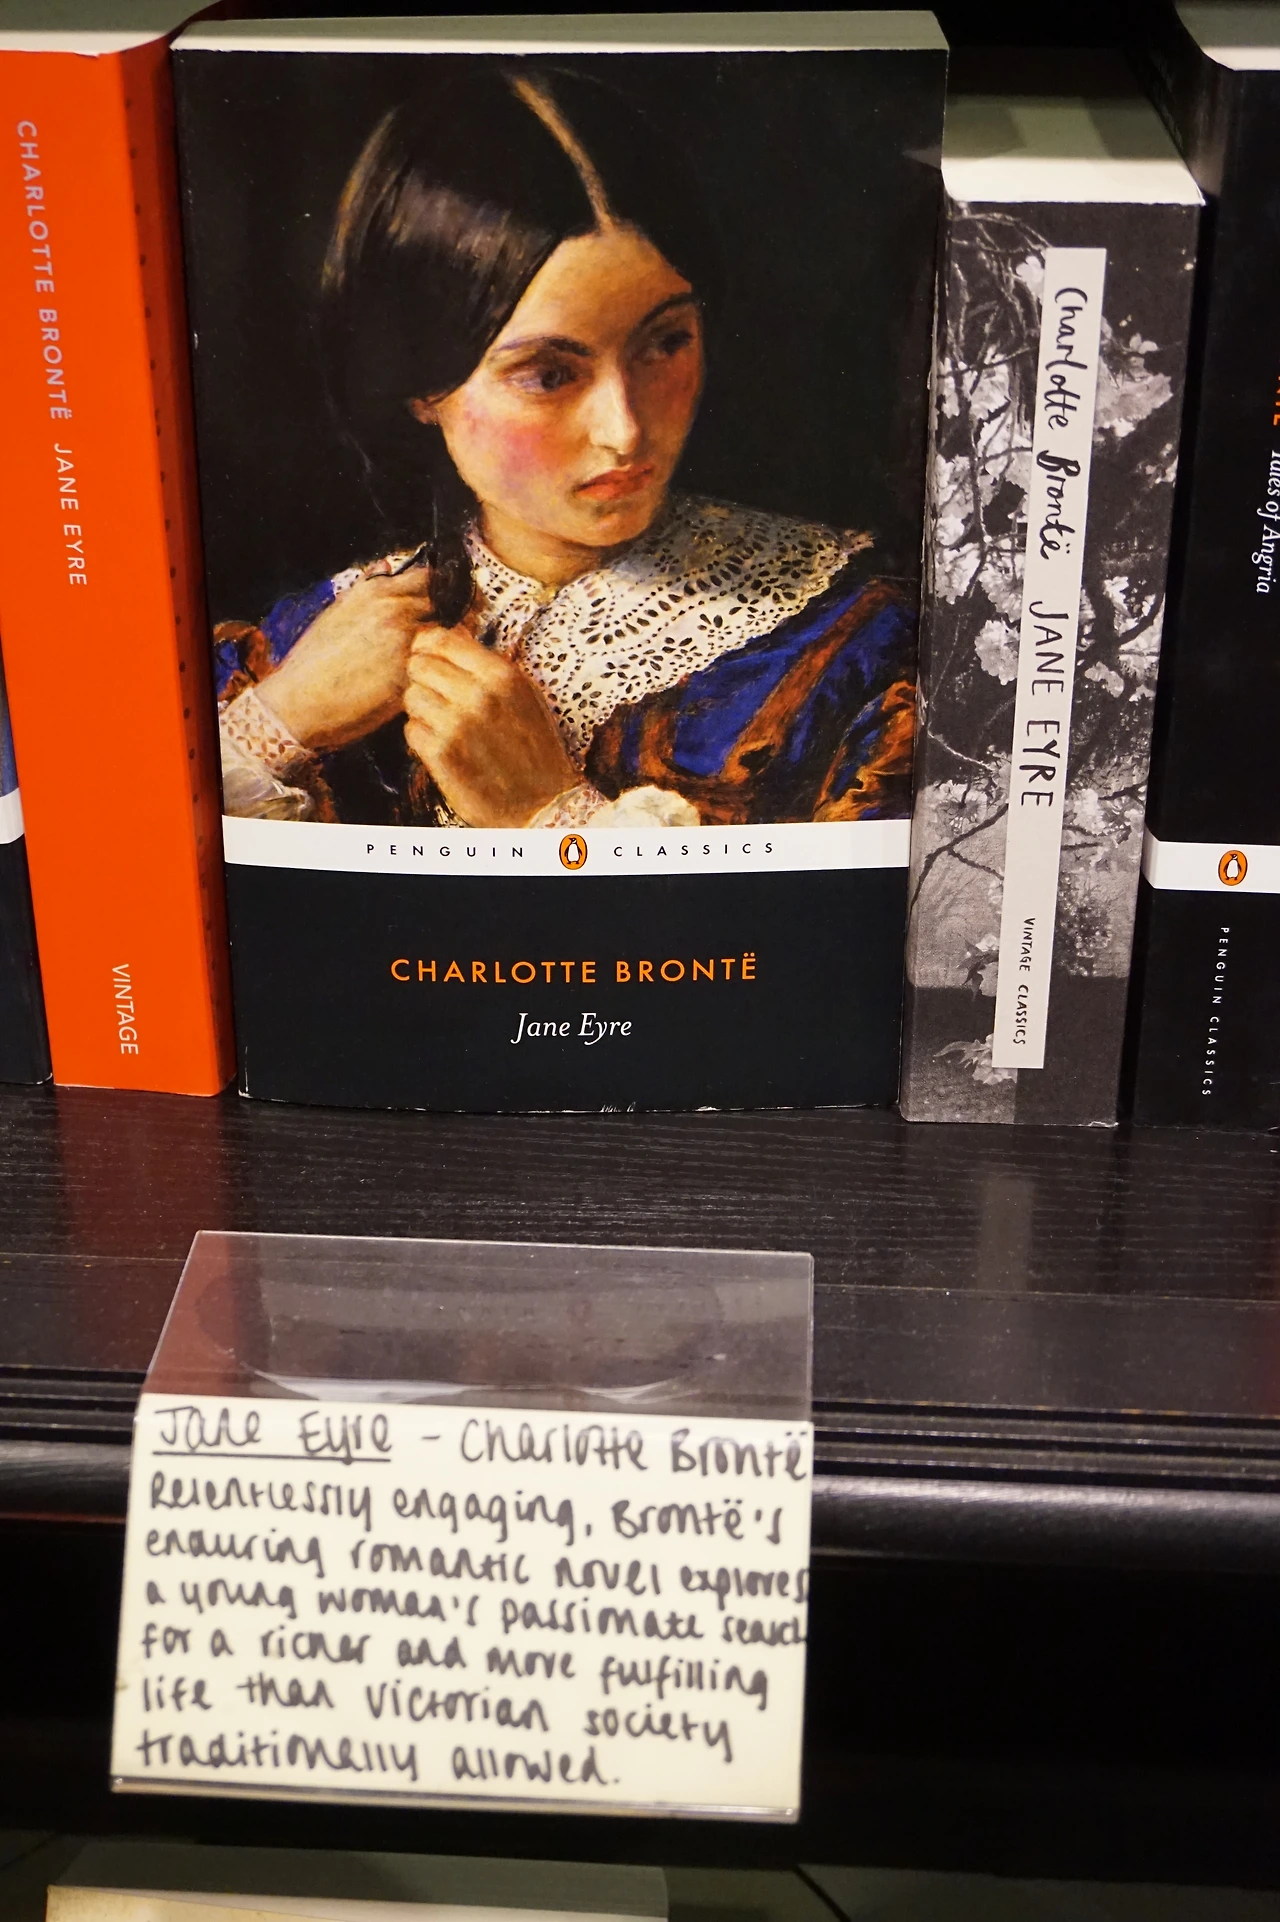 CHARLOTTE BRONTË JANE EYRE
VINTAGE
PENGUIN CLASSICS
CHARLOTTE BRONTË
Jane Eyre
Charlotte Brontë JANE EYRE
VINTAGE CLASSICS
Tales of Angria
PENGUIN CLASSICS
Jane Eyre - Charlotte Brontë
Relentlessly engaging, Brontë's
enduring romantic novel explores
a young woman's passionate search
for a richer and more fulfilling
life than Victorian society
traditionally allowed.